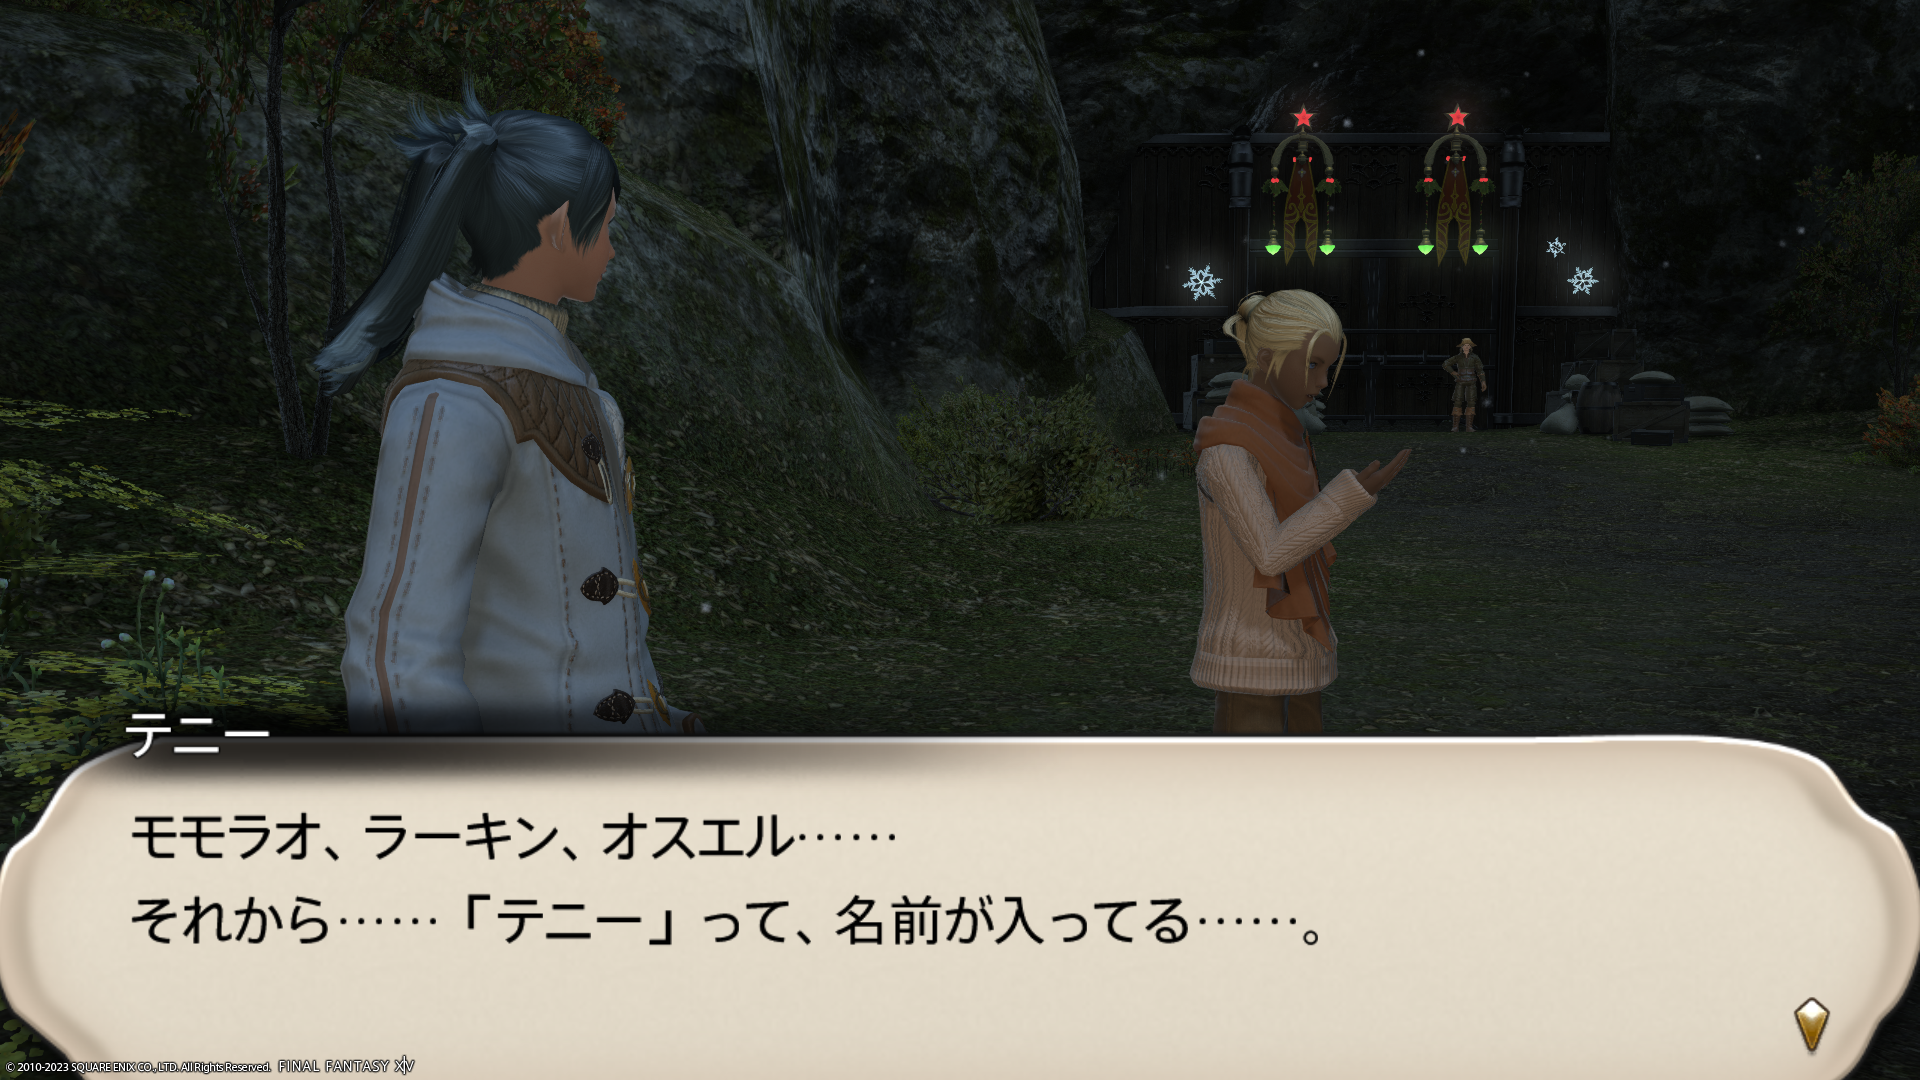 テニー
モモラオ、ラーキン、オスエル……
それから……「テニー」って、名前が入ってる……。
© 2010-2023 SQUARE ENIX CO., LTD. All Rights Reserved. FINAL FANTASY XIV